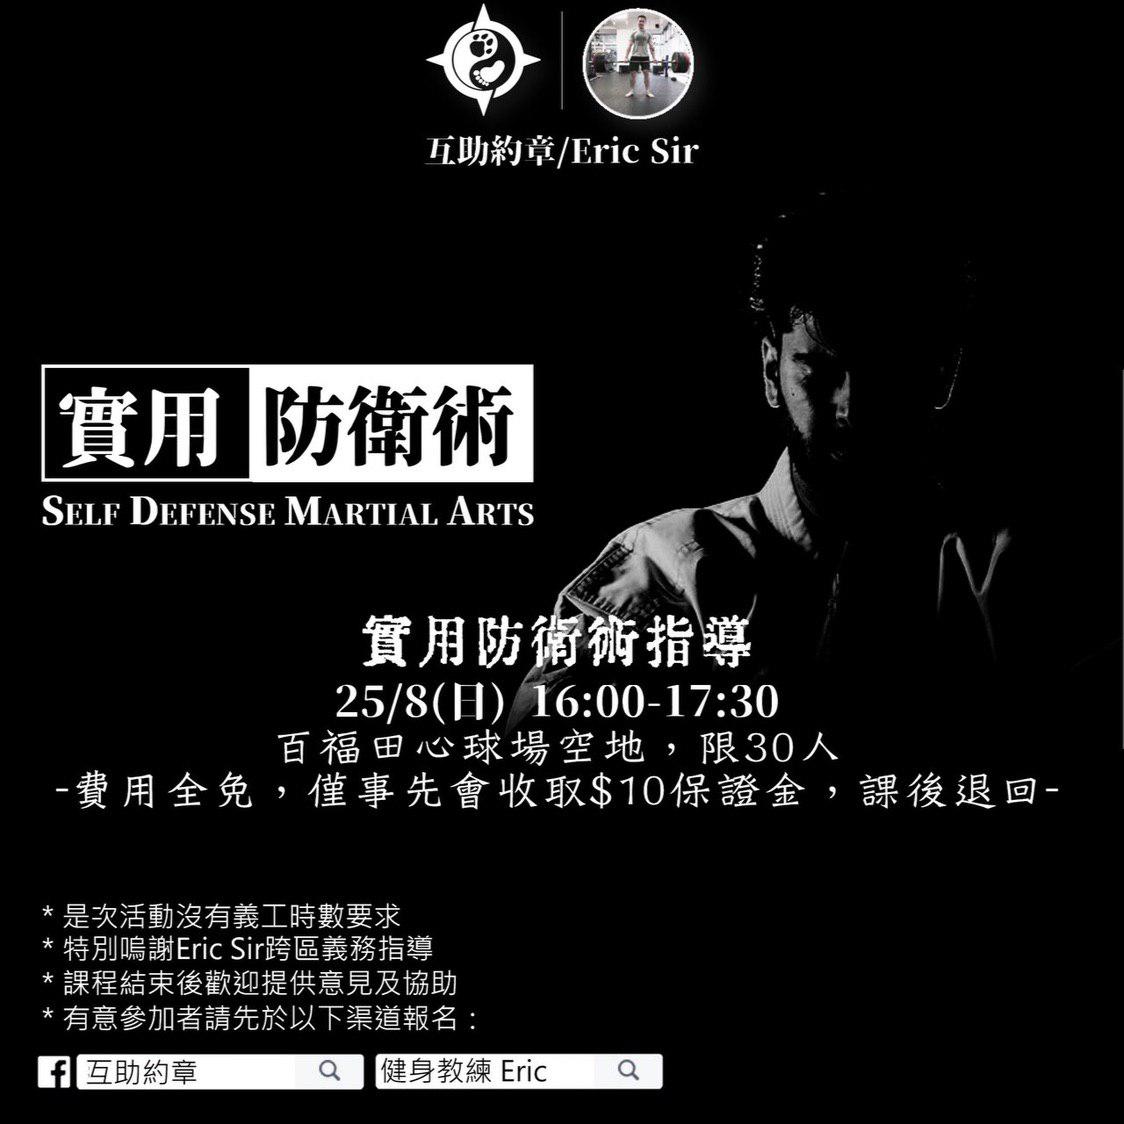 互助約章/Eric Sir
實用 防衛術
SELF DEFENSE MARTIAL ARTS
實用防衛術指導
25/8(日) 16:00-17:30
百福田心球場空地，限30人
-費用全免，僅事先會收取$10保證金，課後退回-
* 是次活動沒有義工時數要求
* 特別嗚謝Eric Sir跨區義務指導
* 課程結束後歡迎提供意見及協助
* 有意參加者請先於以下渠道報名：
f 互助約章 健身教練 Eric